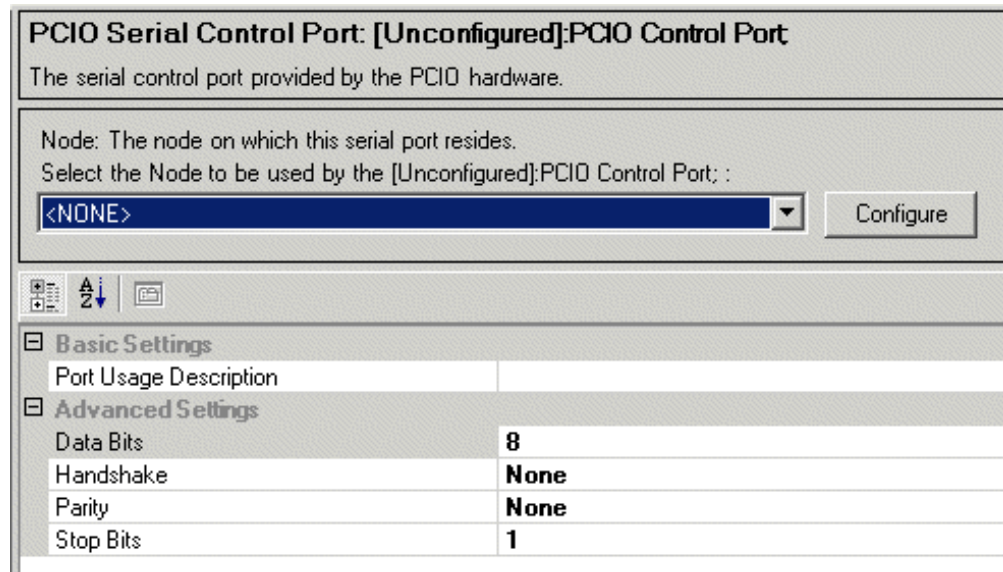 PCIO Serial Control Port: [Unconfigured]:PCIO Control Port;
The serial control port provided by the PCIO hardware.
Node: The node on which this serial port resides.
Select the Node to be used by the [Unconfigured]:PCIO Control Port; :
<NONE>
Configure
Basic Settings
Port Usage Description
Advanced Settings
Data Bits 8
Handshake None
Parity None
Stop Bits 1